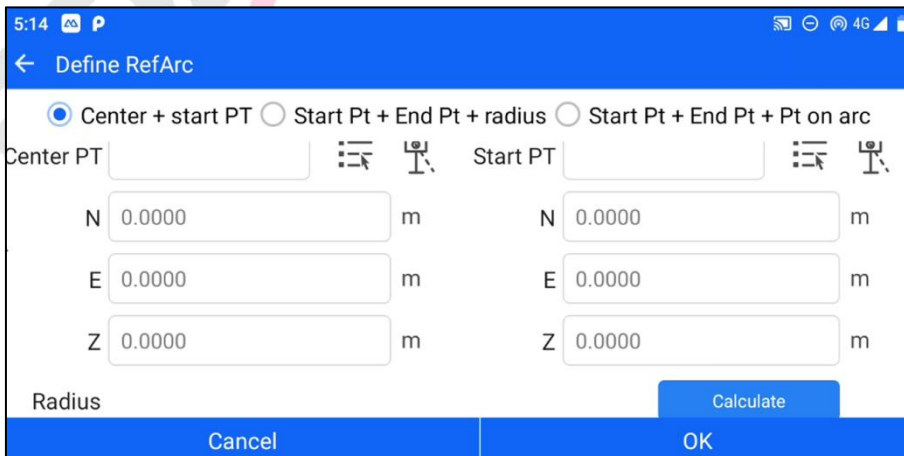 5:14 4G
Define RefArc
Center + start PT Start Pt + End Pt + radius Start Pt + End Pt + Pt on arc
Center PT Start PT
N 0.0000 m N 0.0000 m
E 0.0000 m E 0.0000 m
Z 0.0000 m Z 0.0000 m
Radius Calculate
Cancel OK